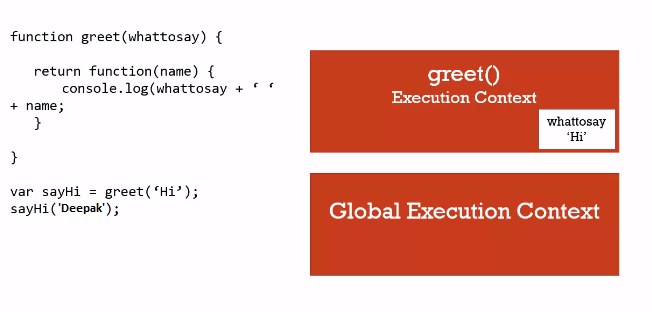 function greet(whattosay) {
return function(name) {
console.log(whattosay + ‘ ‘
+ name;
}
}
var sayHi = greet(‘Hi’);
sayHi('Deepak');
greet()
Execution Context
whattosay
‘Hi’
Global Execution Context